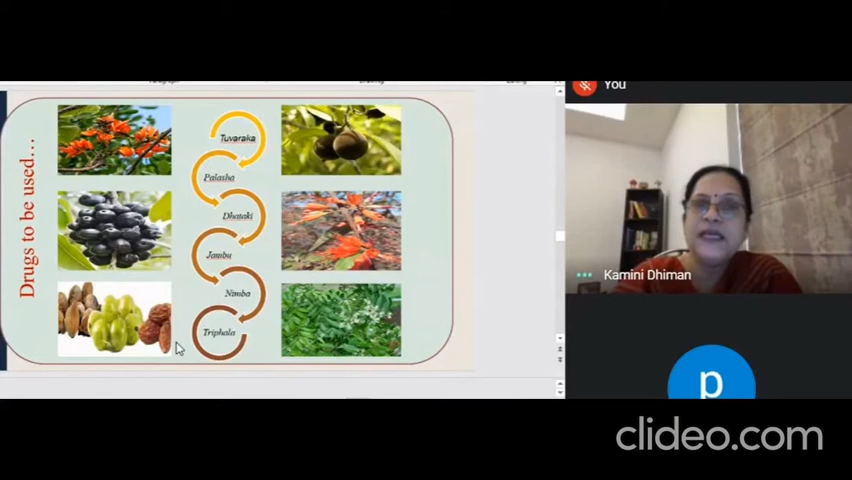 You
Drugs to be used...
Tuvaraka
Palasha
Dhataki
Jambu
Nimba
Triphala
Kamini Dhiman
p
clideo.com